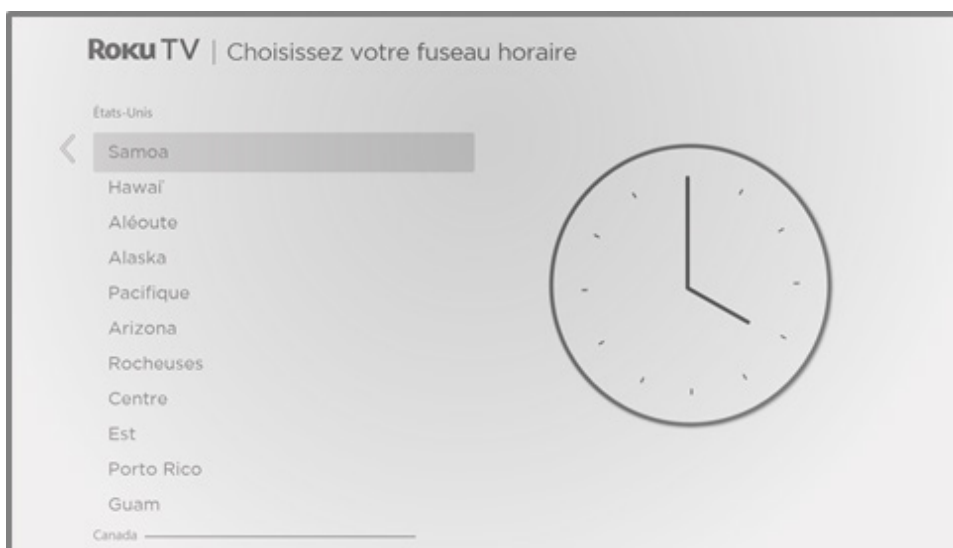 Roku TV | Choisissez votre fuseau horaire
États-Unis
Samoa
Hawaï
Aléoute
Alaska
Pacifique
Arizona
Rocheuses
Centre
Est
Porto Rico
Guam
Canada